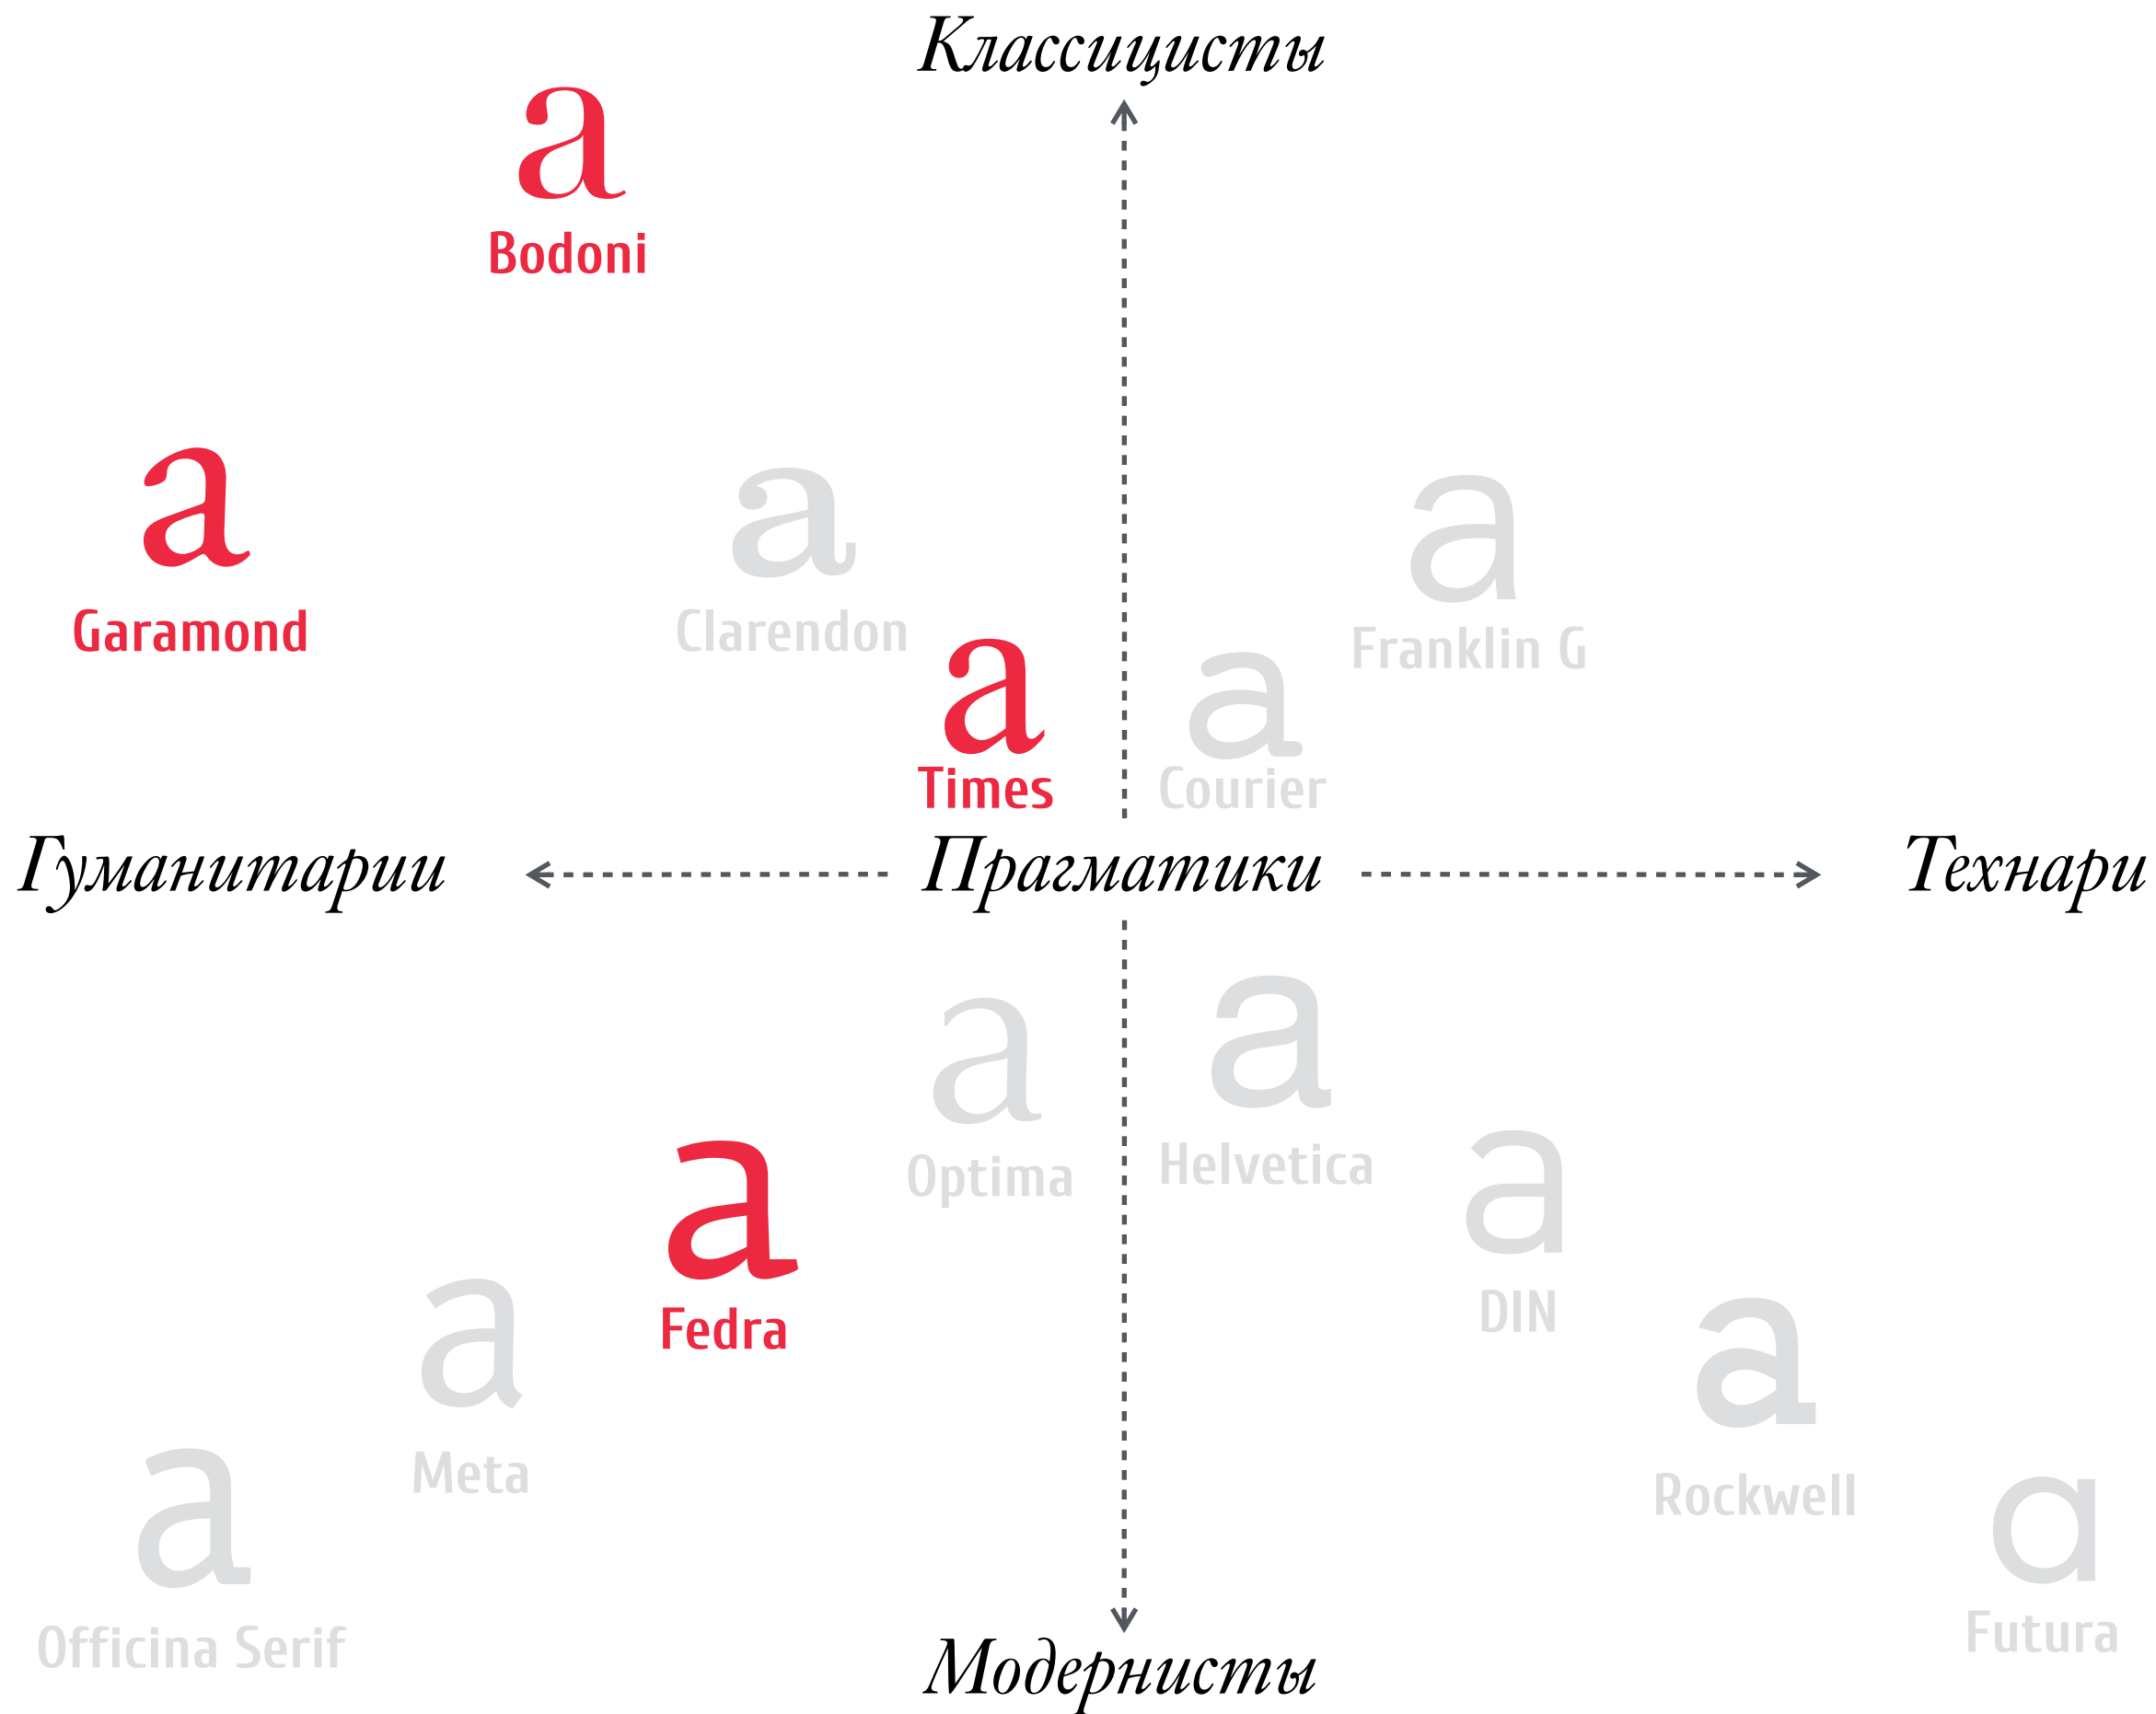 Классицисты
a
Bodoni
a
Garamond
a
Clarendon
a
Franklin G
a
Times
a
Courier
Гуманитарии
Прагматики
Технари
a
Optima
a
Helvetica
a
Fedra
a
DIN
a
Meta
a
Rockwell
a
Officina Serif
a
Futura
Модернисты